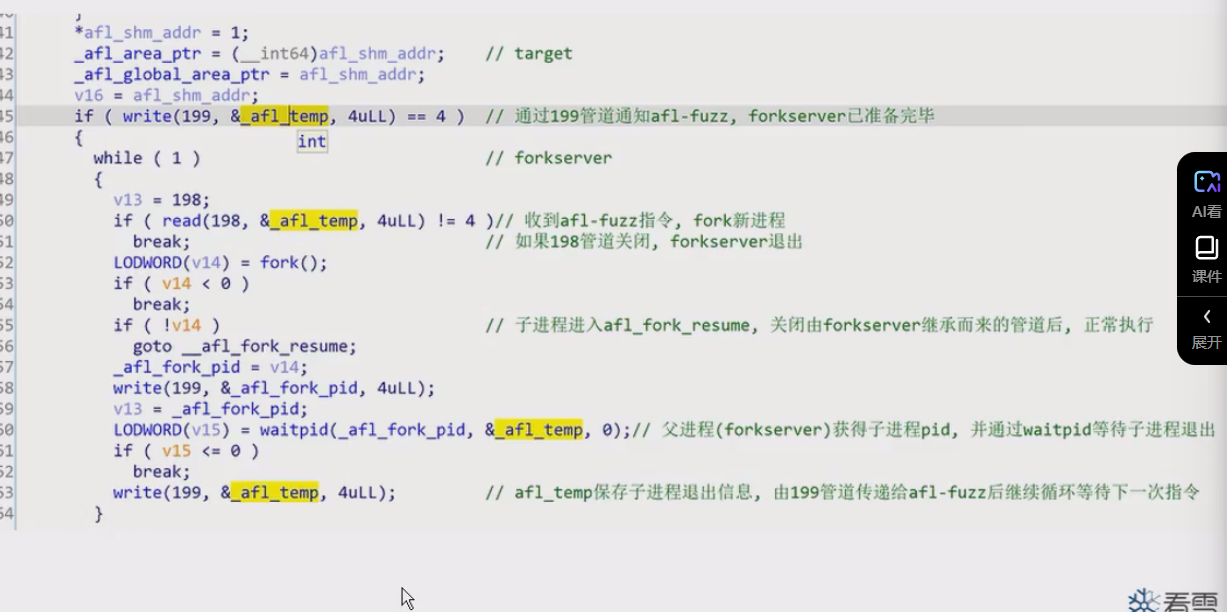 }
41 *afl_shm_addr = 1;
42 _afl_area_ptr = (__int64)afl_shm_addr; // target
43 _afl_global_area_ptr = afl_shm_addr;
44 v16 = afl_shm_addr;
45 if ( write(199, &_afl_temp, 4uLL) == 4 ) // 通过199管道通知afl-fuzz, forkserver已准备完毕
46 {
int
47 while ( 1 ) // forkserver
48 {
49 v13 = 198;
50 if ( read(198, &_afl_temp, 4uLL) != 4 )// 收到afl-fuzz指令, fork新进程
51 break; // 如果198管道关闭, forkserver退出
52 LODWORD(v14) = fork();
53 if ( v14 < 0 )
54 break;
55 if ( !v14 ) // 子进程进入afl_fork_resume, 关闭由forkserver继承而来的管道后, 正常执行
56 goto __afl_fork_resume;
57 _afl_fork_pid = v14;
58 write(199, &_afl_fork_pid, 4uLL);
59 v13 = _afl_fork_pid;
60 LODWORD(v15) = waitpid(_afl_fork_pid, &_afl_temp, 0);// 父进程(forkserver)获得子进程pid, 并通过waitpid等待子进程退出
61 if ( v15 <= 0 )
62 break;
63 write(199, &_afl_temp, 4uLL); // afl_temp保存子进程退出信息, 由199管道传递给afl-fuzz后继续循环等待下一次指令
64 }
AI看
课件
展开
看雪